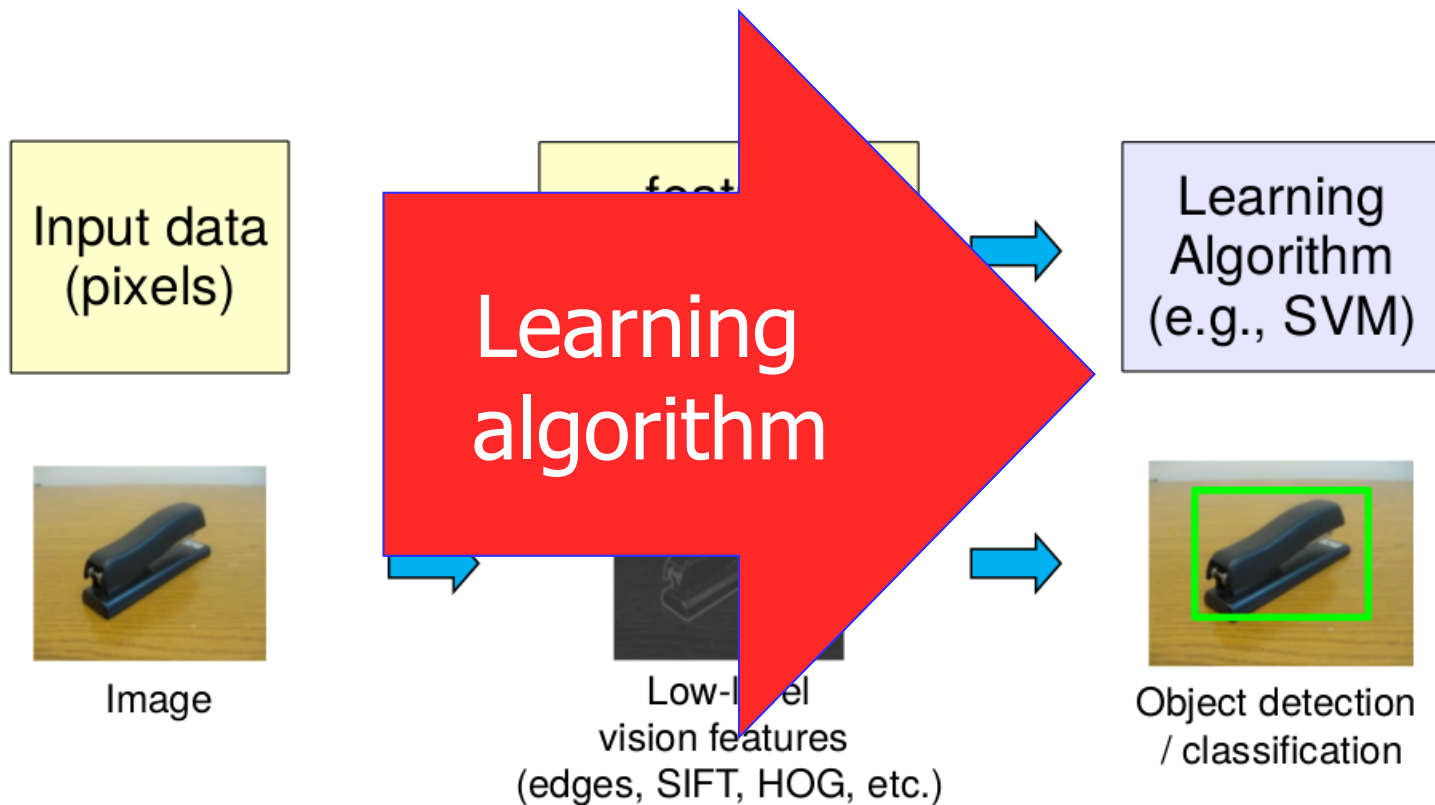 Input data
(pixels)
Learning
algorithm
Learning
Algorithm
(e.g., SVM)
Image
vision features
(edges, SIFT, HOG, etc.)
Object detection
/ classification